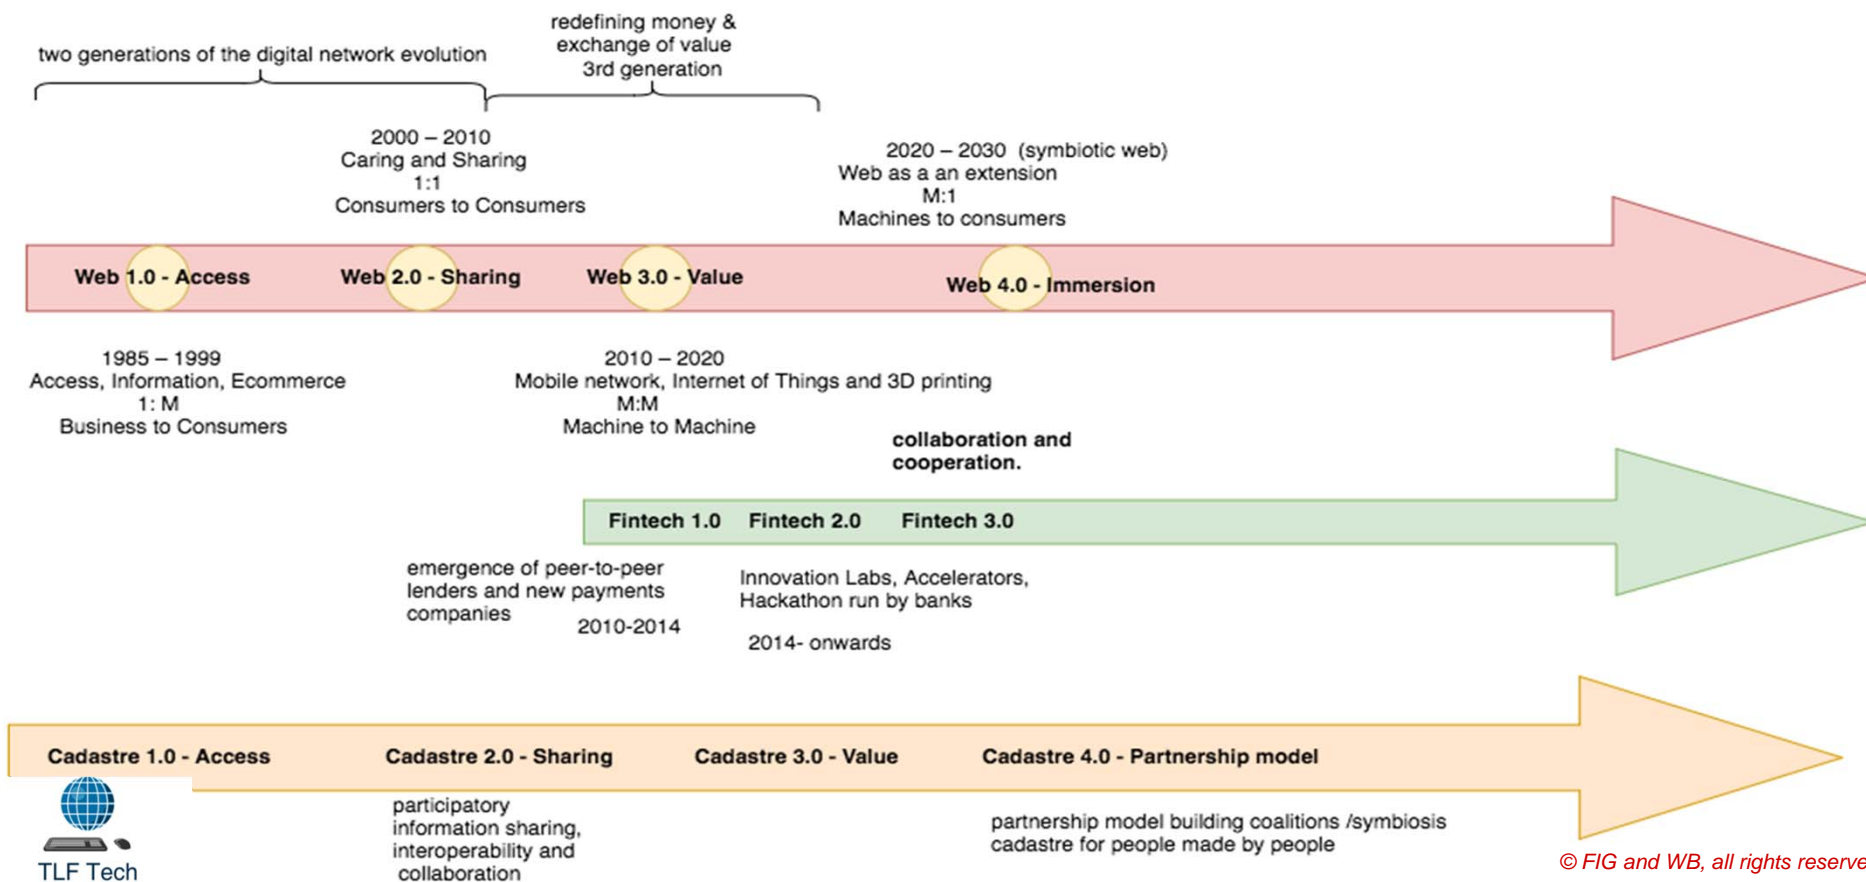 two generations of the digital network evolution
redefining money &
exchange of value
3rd generation
2000 – 2010
Caring and Sharing
1:1
Consumers to Consumers
2020 – 2030 (symbiotic web)
Web as a an extension
M:1
Machines to consumers
Web 1.0 - Access
Web 2.0 - Sharing
Web 3.0 - Value
Web 4.0 - Immersion
1985 – 1999
Access, Information, Ecommerce
1: M
Business to Consumers
2010 – 2020
Mobile network, Internet of Things and 3D printing
M:M
Machine to Machine
collaboration and
cooperation.
Fintech 1.0
Fintech 2.0
Fintech 3.0
emergence of peer-to-peer
lenders and new payments
companies
2010-2014
Innovation Labs, Accelerators,
Hackathon run by banks
2014- onwards
Cadastre 1.0 - Access
Cadastre 2.0 - Sharing
Cadastre 3.0 - Value
Cadastre 4.0 - Partnership model
participatory
information sharing,
interoperability and
collaboration
partnership model building coalitions /symbiosis
cadastre for people made by people
TLF Tech
© FIG and WB, all rights reserve